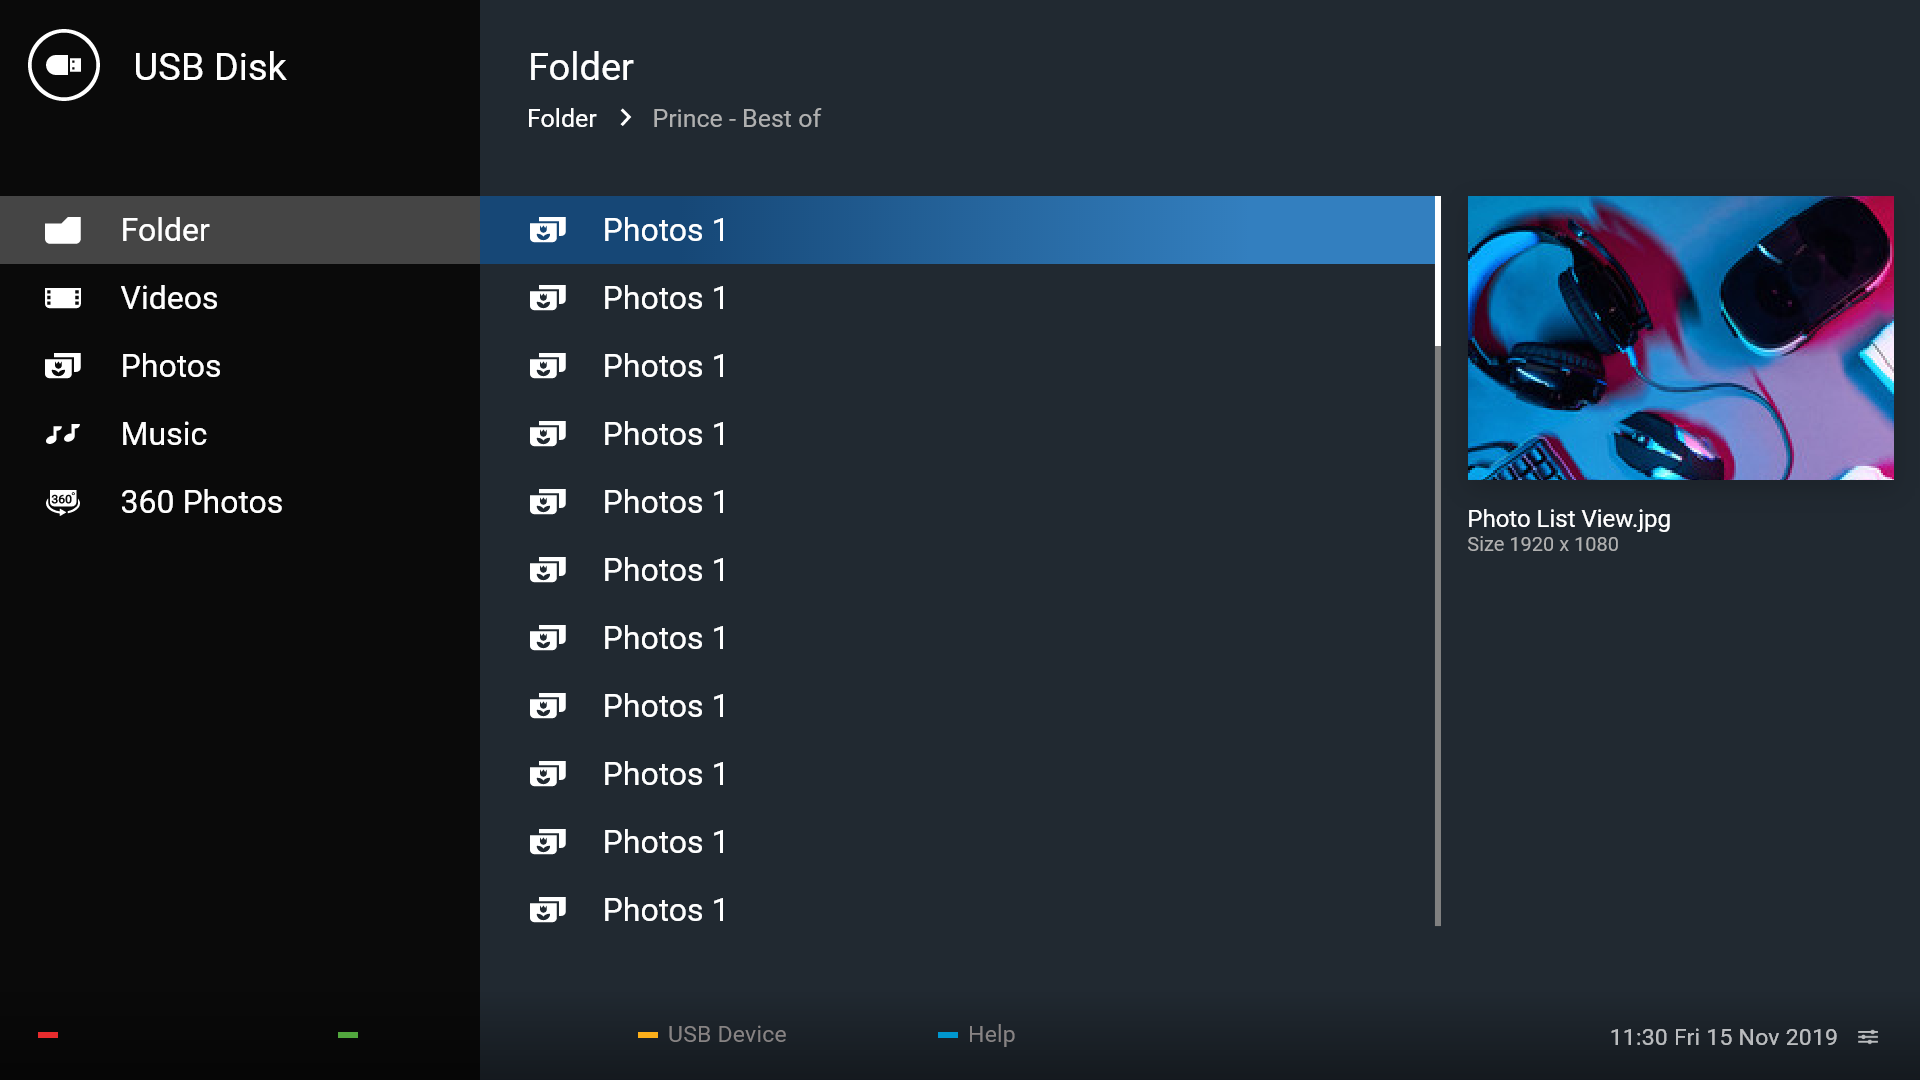 USB Disk
Folder
Folder > Prince - Best of
Folder
Videos
Photos
Music
360 Photos
360°
Photos 1
Photos 1
Photos 1
Photos 1
Photos 1
Photos 1
Photos 1
Photos 1
Photos 1
Photos 1
Photos 1
Photo List View.jpg
Size 1920 x 1080
USB Device
Help
11:30 Fri 15 Nov 2019